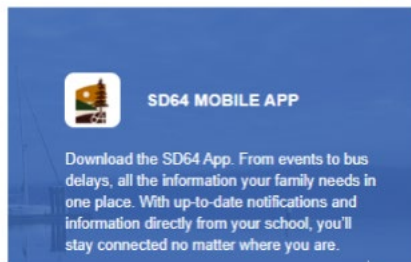 SD64 MOBILE APP
Download the SD64 App. From events to bus
delays, all the information your family needs in
one place. With up-to-date notifications and
information directly from your school, you'll
stay connected no matter where you are.